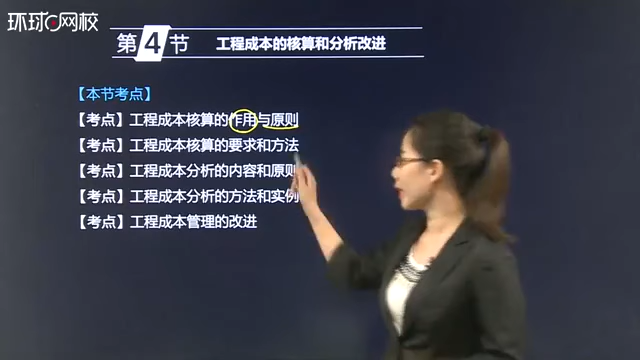 环球网校
第4节 工程成本的核算和分析改进
【本节考点】
【考点】工程成本核算的作用与原则
【考点】工程成本核算的要求和方法
【考点】工程成本分析的内容和原则
【考点】工程成本分析的方法和实例
【考点】工程成本管理的改进